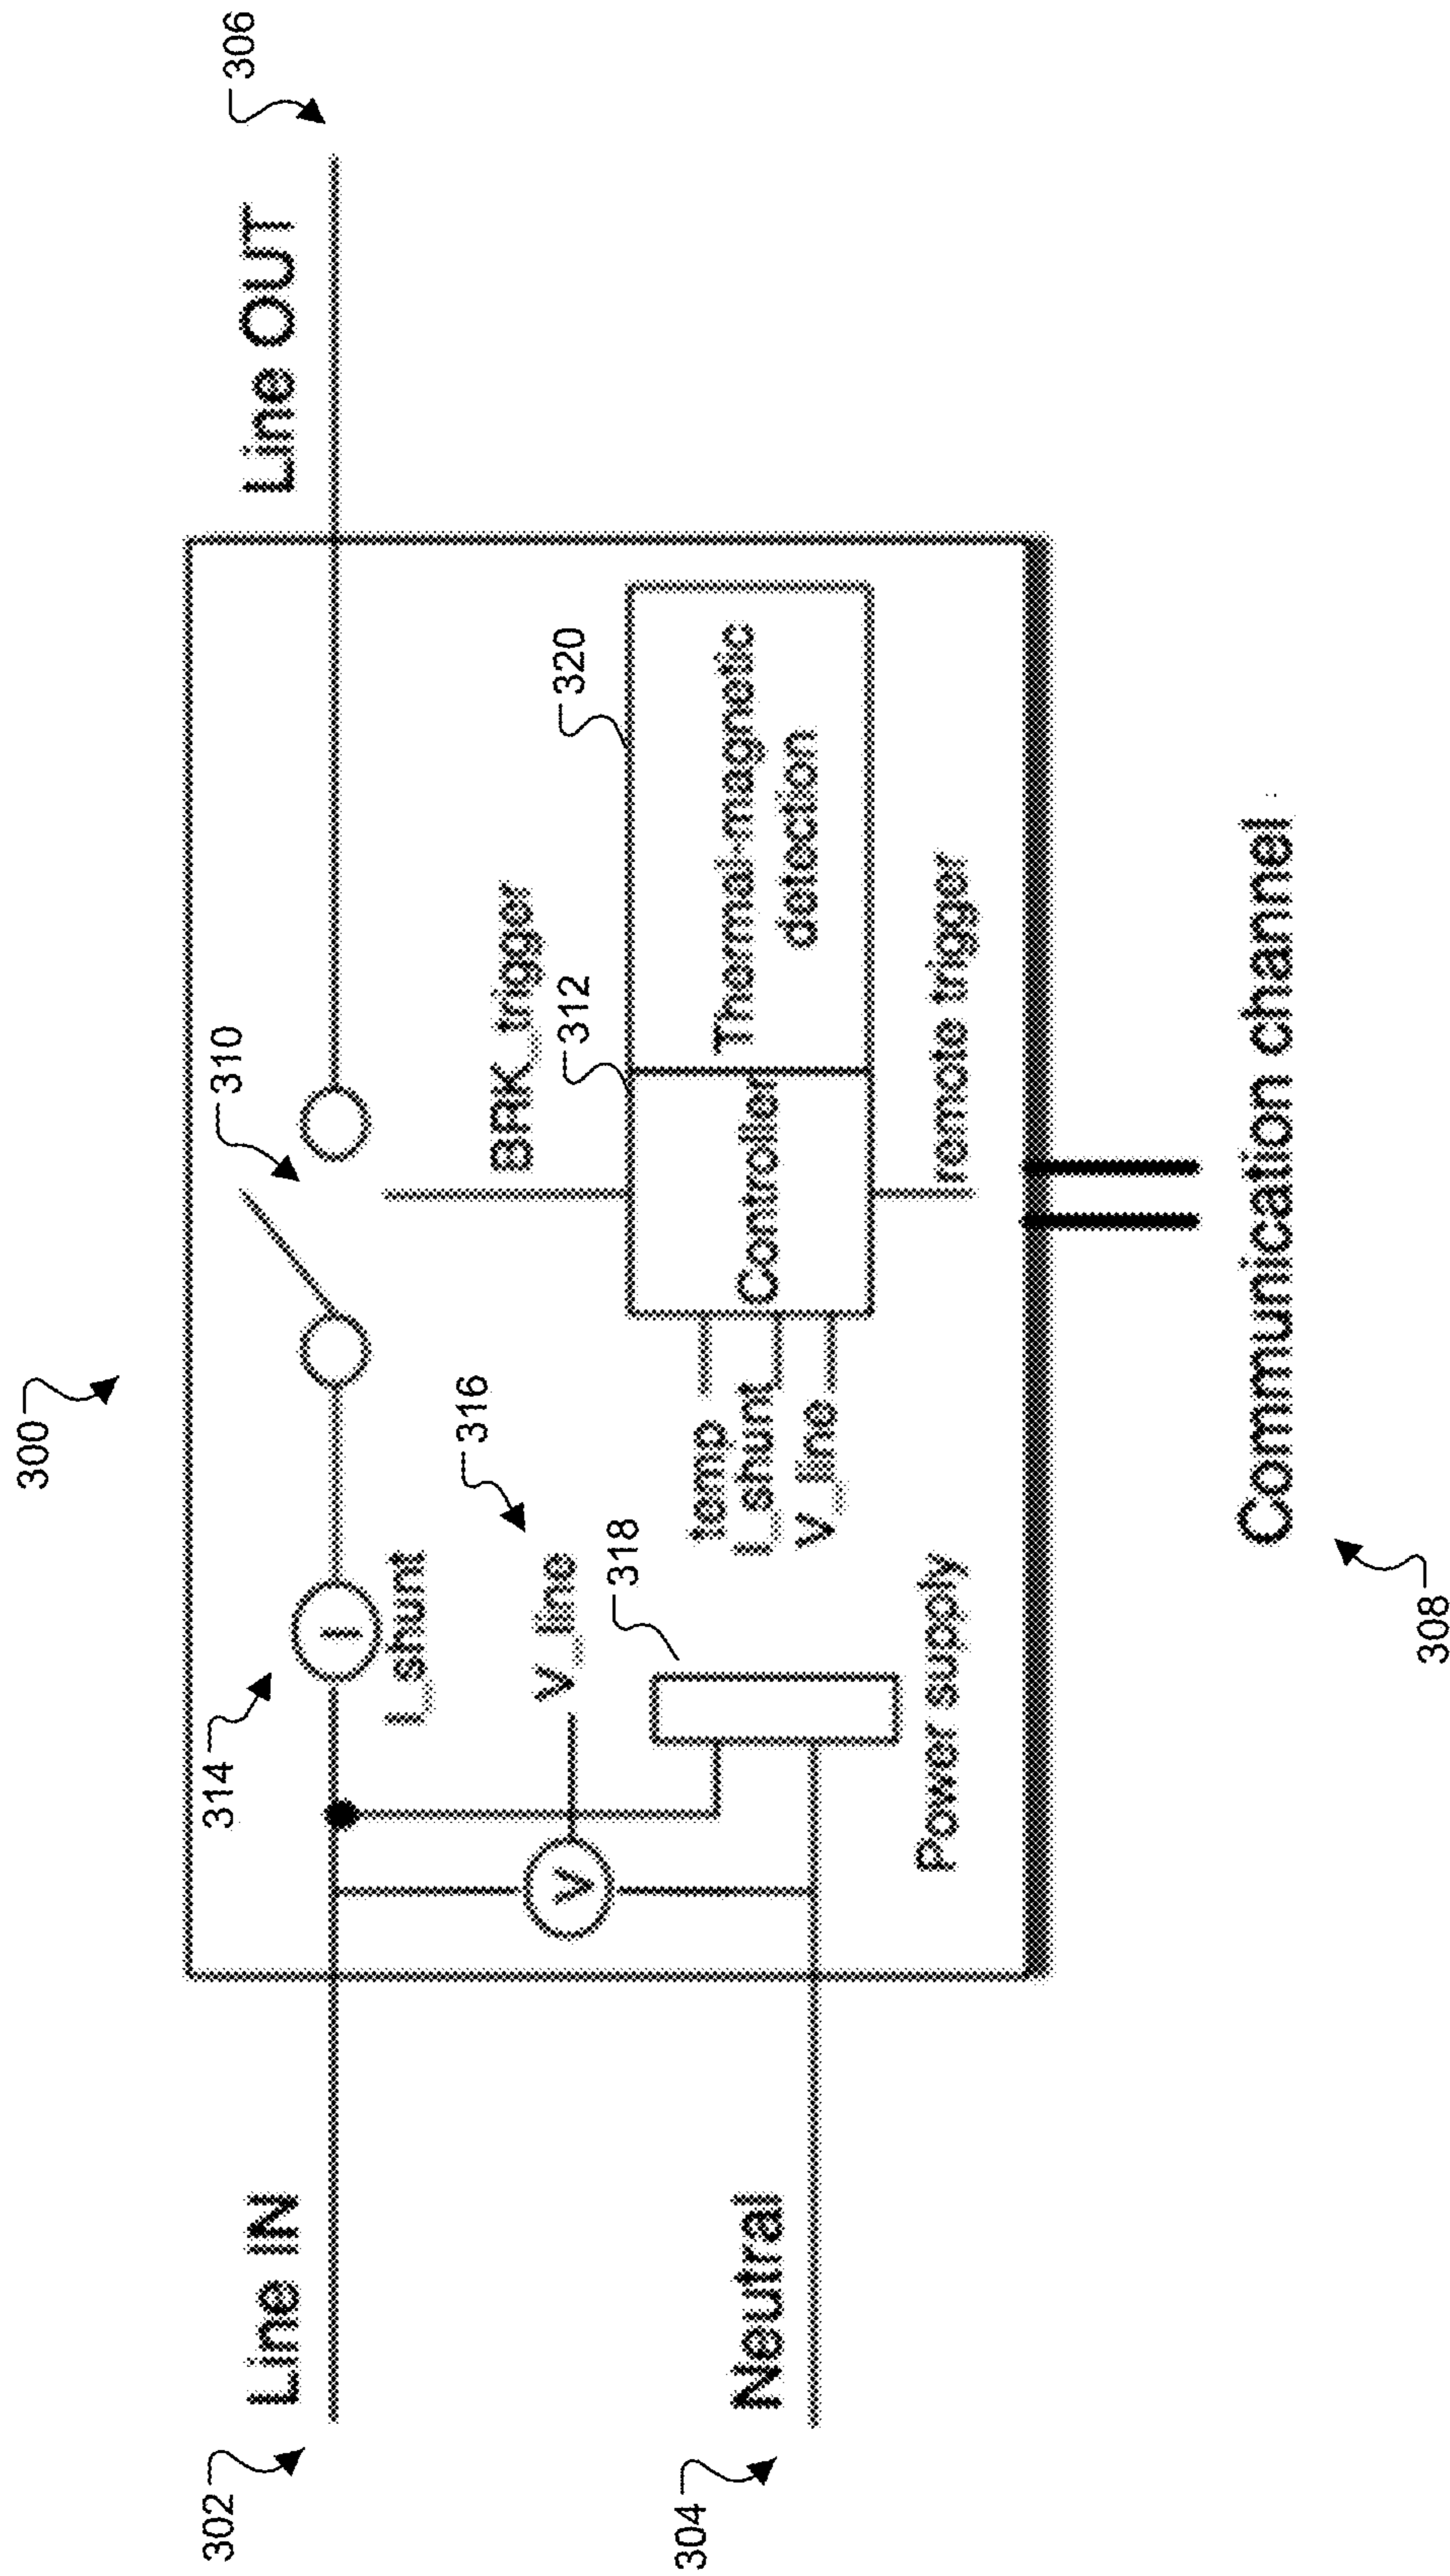 300
306
Line OUT
310
314
I
I_shunt
BRK_trigger
316
V_line
V
312
320
318
Power supply
temp
I_shunt
V_line
Controller
Thermal-magnetic
detection
remote trigger
302
Line IN
304
Neutral
Communication channel
308